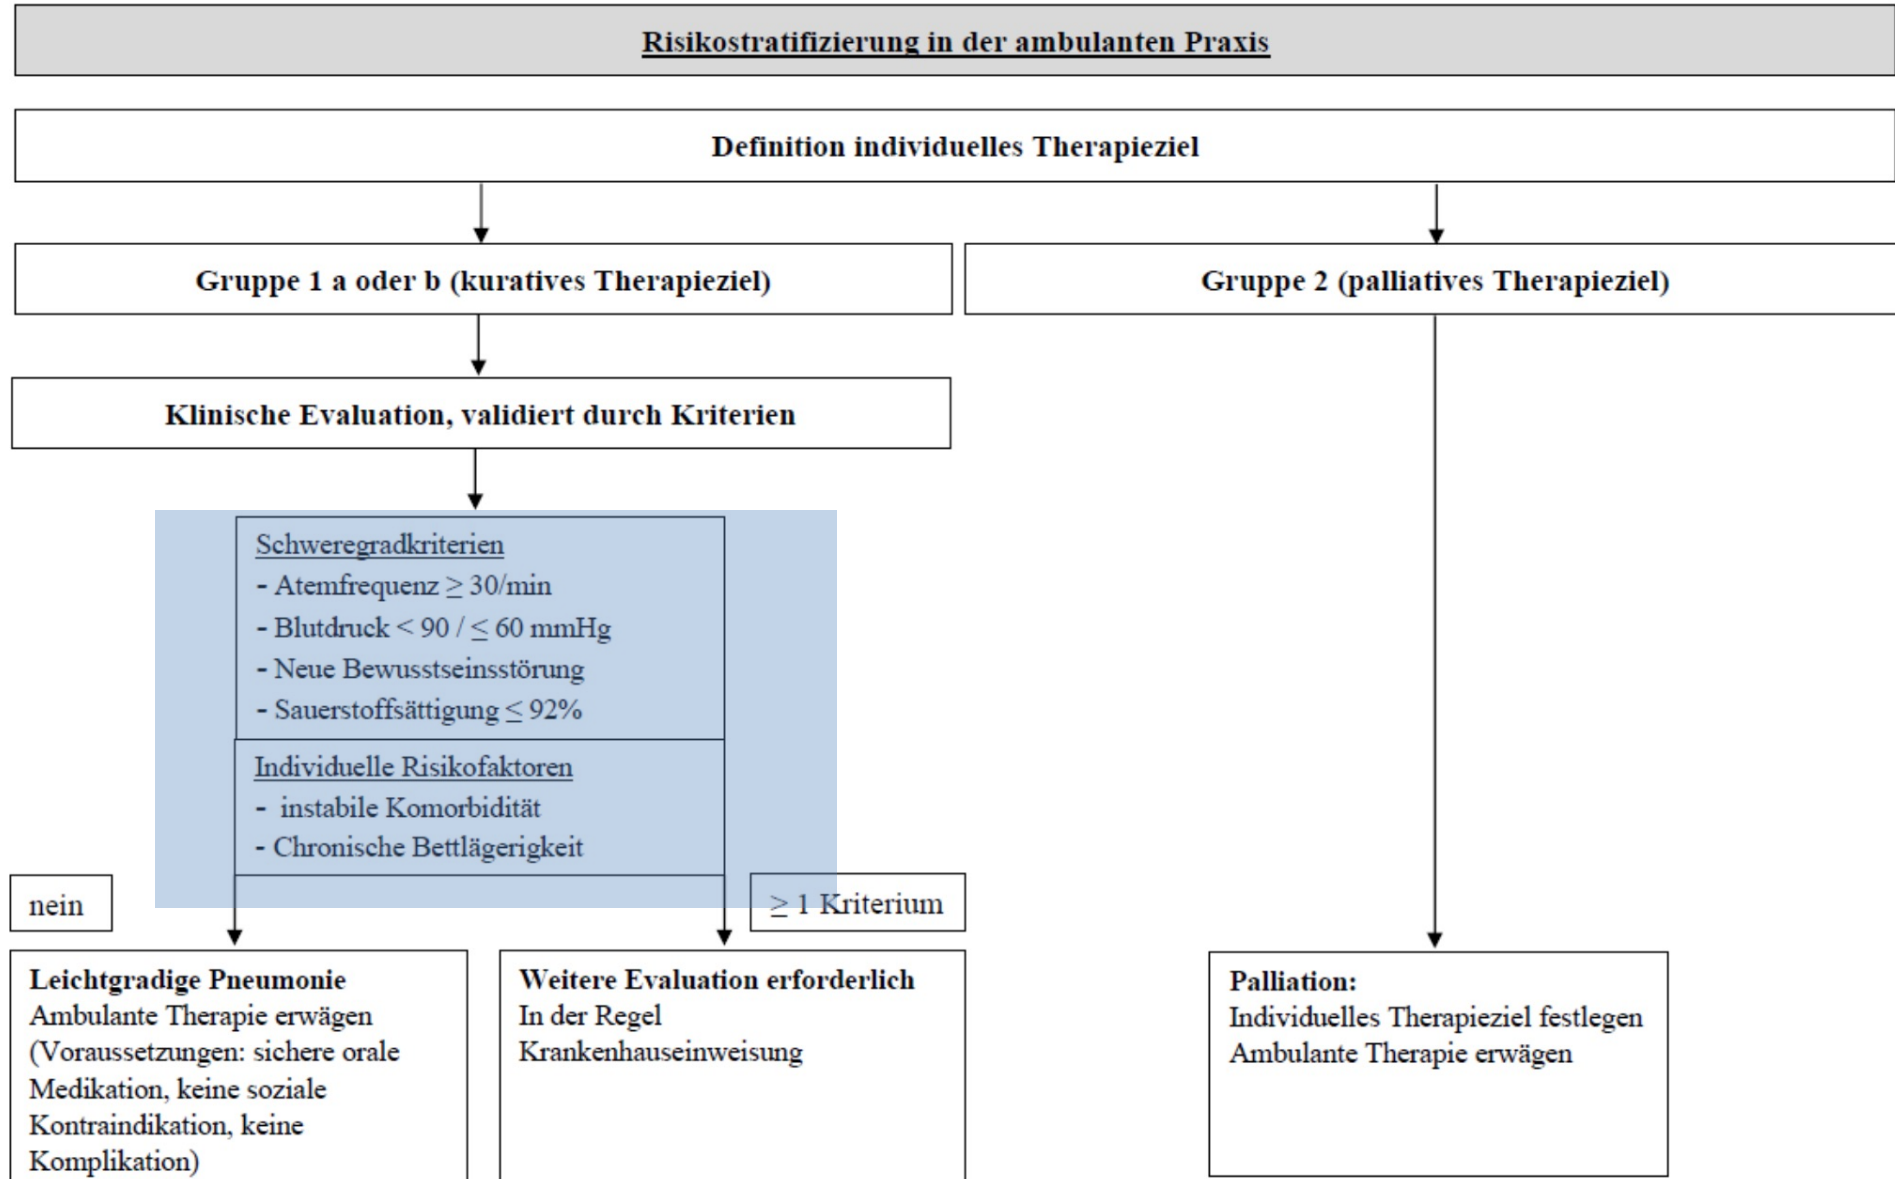 Risikostratifizierung in der ambulanten Praxis
Definition individuelles Therapieziel
Gruppe 1 a oder b (kuratives Therapieziel)
Gruppe 2 (palliatives Therapieziel)
Klinische Evaluation, validiert durch Kriterien
Schweregradkriterien
- Atemfrequenz ≥ 30/min
- Blutdruck < 90 / ≤ 60 mmHg
- Neue Bewusstseinsstörung
- Sauerstoffsättigung ≤ 92%
Individuelle Risikofaktoren
- instabile Komorbidität
- Chronische Bettlägerigkeit
nein
≥ 1 Kriterium
Leichtgradige Pneumonie
Ambulante Therapie erwägen
(Voraussetzungen: sichere orale
Medikation, keine soziale
Kontraindikation, keine
Komplikation)
Weitere Evaluation erforderlich
In der Regel
Krankenhauseinweisung
Palliation:
Individuelles Therapieziel festlegen
Ambulante Therapie erwägen